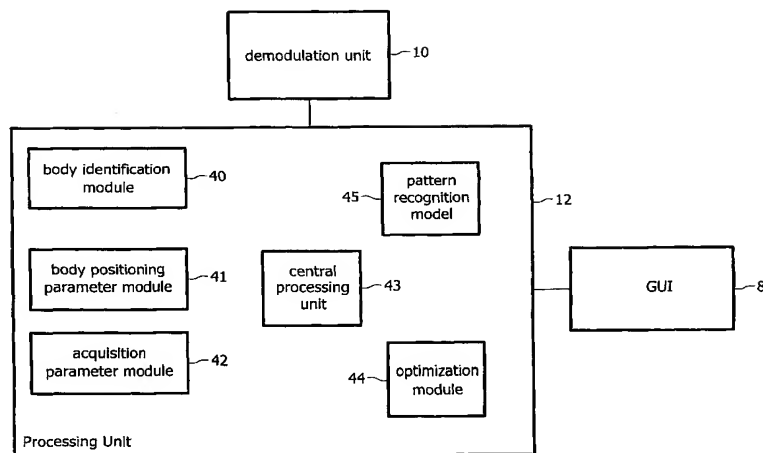 demodulation unit
10
body identification
module
40
45
pattern
recognition
model
12
body positioning
parameter module
41
central
processing
unit
43
GUI
8
acquisition
parameter module
42
44
optimization
module
Processing Unit